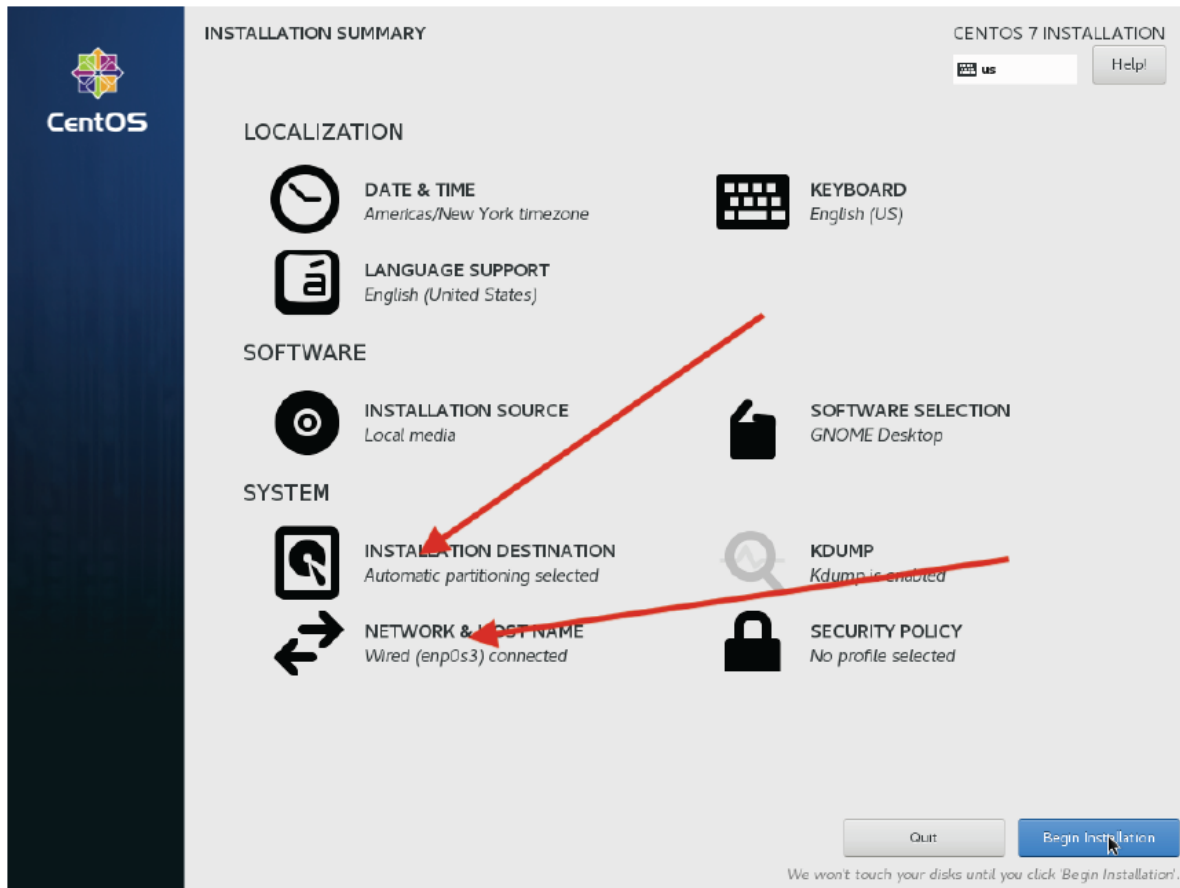 INSTALLATION SUMMARY
CENTOS 7 INSTALLATION
us
Help!
CentOS
LOCALIZATION
DATE & TIME
Americas/New York timezone
KEYBOARD
English (US)
LANGUAGE SUPPORT
English (United States)
SOFTWARE
INSTALLATION SOURCE
Local media
SOFTWARE SELECTION
GNOME Desktop
SYSTEM
INSTALLATION DESTINATION
Automatic partitioning selected
KDUMP
Kdump is enabled
NETWORK & HOST NAME
Wired (enp0s3) connected
SECURITY POLICY
No profile selected
Quit
Begin Installation
We won't touch your disks until you click 'Begin Installation'.